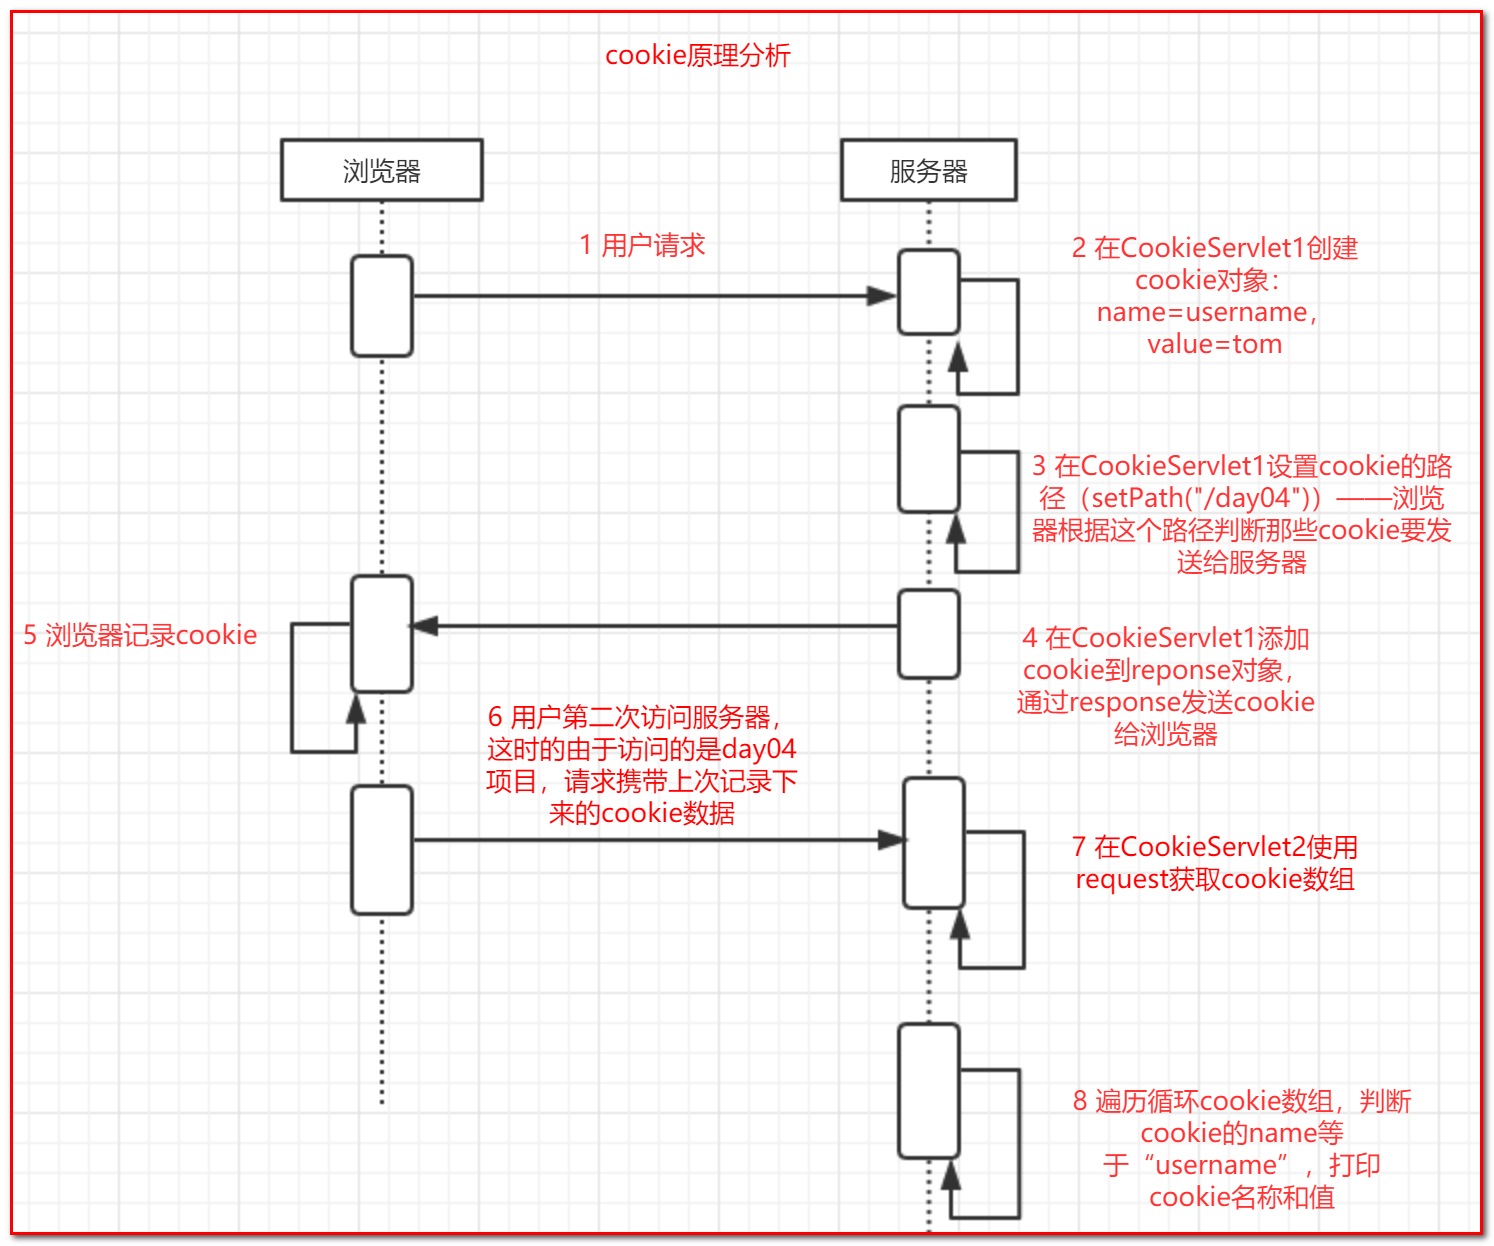 cookie原理分析
浏览器
服务器
1 用户请求
2 在CookieServlet1创建
cookie对象：
name=username，
value=tom
3 在CookieServlet1设置cookie的路
径（setPath("/day04")）——浏览
器根据这个路径判断那些cookie要发
送给服务器
4 在CookieServlet1添加
cookie到reponse对象，
通过response发送cookie
给浏览器
5 浏览器记录cookie
6 用户第二次访问服务器，
这时的由于访问的是day04
项目，请求携带上次记录下
来的cookie数据
7 在CookieServlet2使用
request获取cookie数组
8 遍历循环cookie数组，判断
cookie的name等
于“username”，打印
cookie名称和值